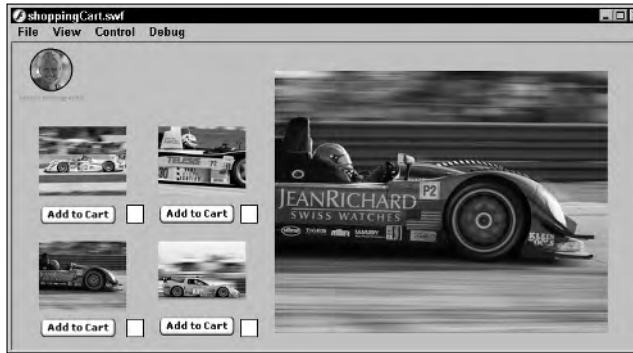 shoppingCart.swf
File View Control Debug
TELESIS
Add to Cart
Add to Cart
JEANRICHARD
SWISS WATCHES
P2
Add to Cart
Add to Cart